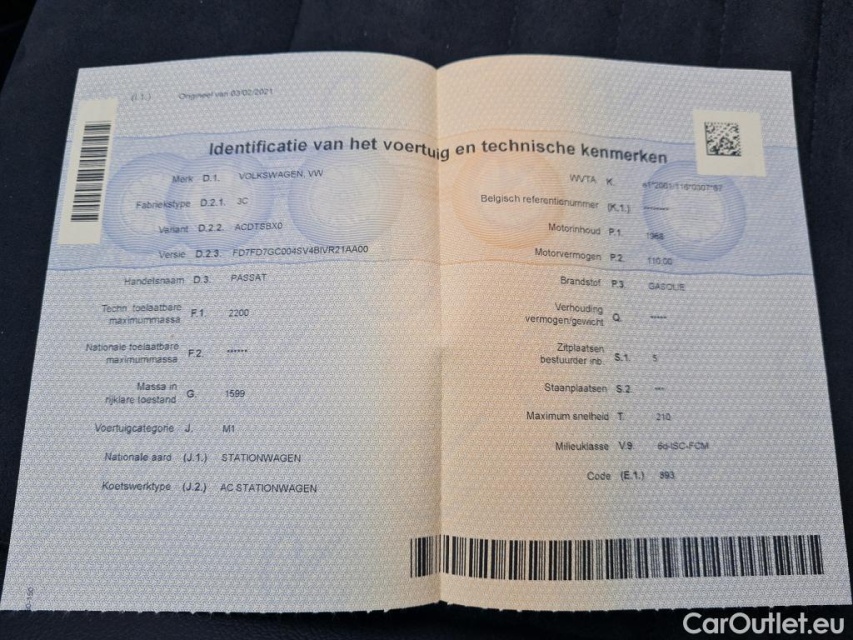 (I.1.) Origineel van 03/02/2021
Identificatie van het voertuig en technische kenmerken
Merk D.1. VOLKSWAGEN, VW
Fabriekstype D.2.1. 3C
Variant D.2.2. ACDTSBX0
Versie D.2.3. FD7FD7GC004SV4BIVR21AA00
Handelsnaam D.3. PASSAT
Techn. toelaatbare
maximummassa F.1. 2200
Nationale toelaatbare
maximummassa F.2. ******
Massa in
rijklare toestand G. 1599
Voertuigcategorie J. M1
Nationale aard (J.1.) STATIONWAGEN
Koetswerktype (J.2.) AC STATIONWAGEN
WVTA K.
Belgisch referentienummer (K.1.)
Motorinhoud P.1. 1968
Motorvermogen P.2. 110.00
Brandstof P.3. GASOLIE
Verhouding
vermogen/gewicht Q. *****
Zitplaatsen
bestuurder inb. S.1. 5
Staanplaatsen S.2. ***
Maximum snelheid T. 210
Milieuklasse V.9. 6d-ISC-FCM
Code (E.1.) 893
CarOutlet.eu